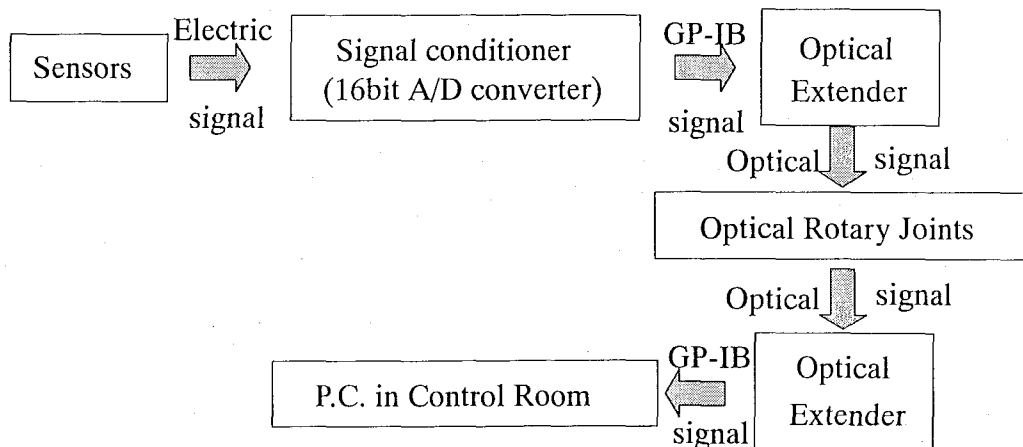 Sensors
Electric
signal
Signal conditioner
(16bit A/D converter)
GP-IB
signal
Optical
Extender
Optical signal
Optical Rotary Joints
Optical signal
Optical
Extender
GP-IB
signal
P.C. in Control Room